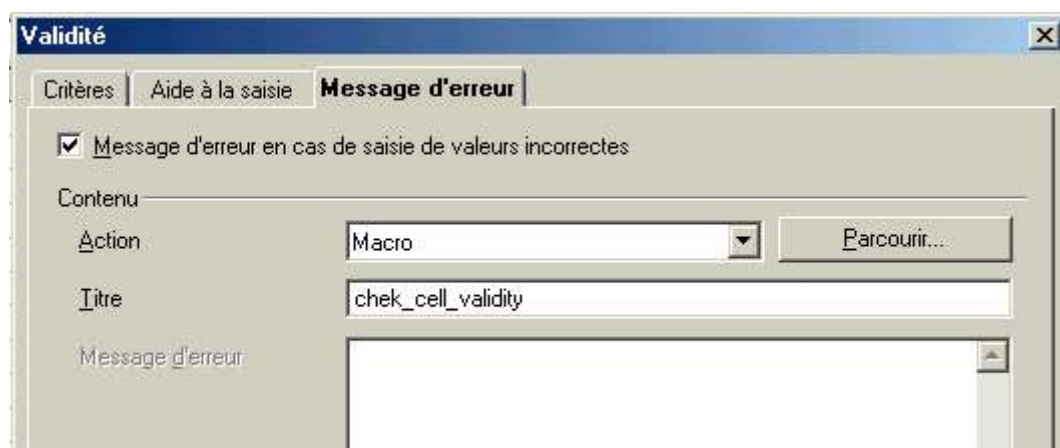 Validité
Critères Aide à la saisie Message d'erreur
Message d'erreur en cas de saisie de valeurs incorrectes
Contenu
Action Macro Parcourir...
Titre chek_cell_validity
Message d'erreur